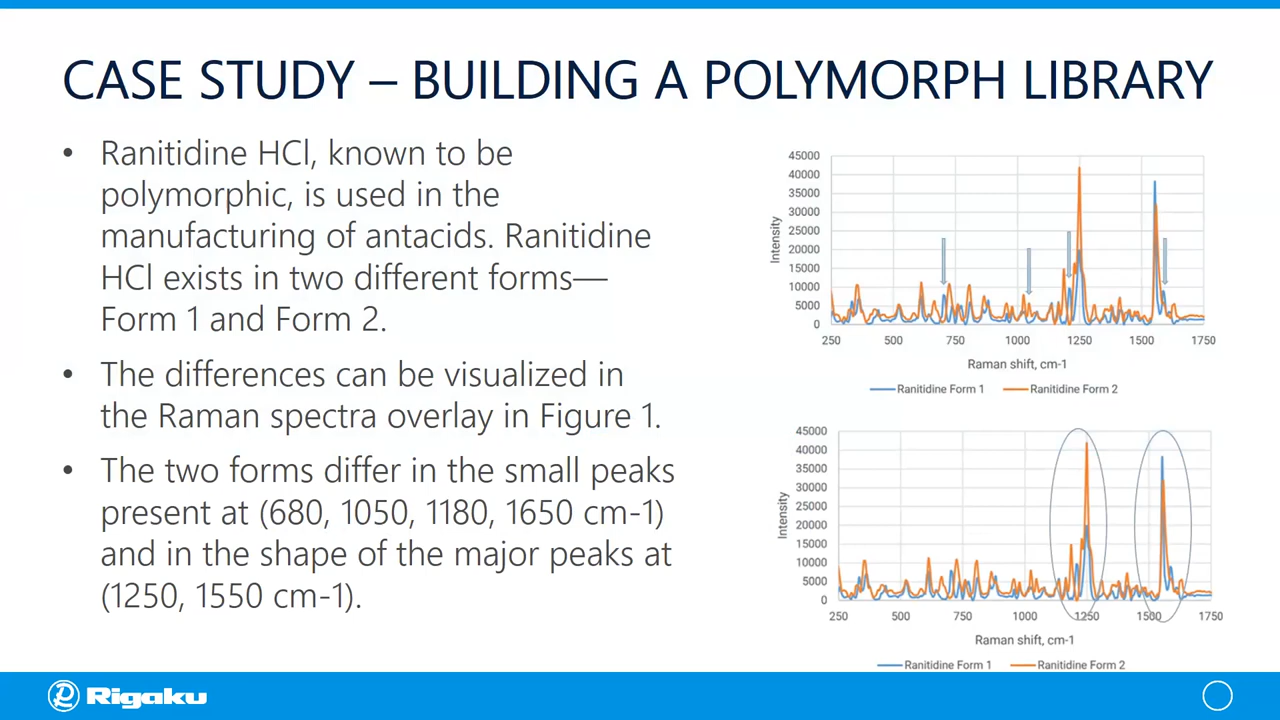 CASE STUDY – BUILDING A POLYMORPH LIBRARY
• Ranitidine HCl, known to be
polymorphic, is used in the
manufacturing of antacids. Ranitidine
HCl exists in two different forms—
Form 1 and Form 2.
• The differences can be visualized in
the Raman spectra overlay in Figure 1.
• The two forms differ in the small peaks
present at (680, 1050, 1180, 1650 cm-1)
and in the shape of the major peaks at
(1250, 1550 cm-1).
45000
40000
35000
30000
25000
20000
15000
10000
5000
0
Intensity
250 500 750 1000 1250 1500 1750
Raman shift, cm-1
Ranitidine Form 1 Ranitidine Form 2
45000
40000
35000
30000
25000
20000
15000
10000
5000
0
Intensity
250 500 750 1000 1250 1500 1750
Raman shift, cm-1
Ranitidine Form 1 Ranitidine Form 2
Rigaku